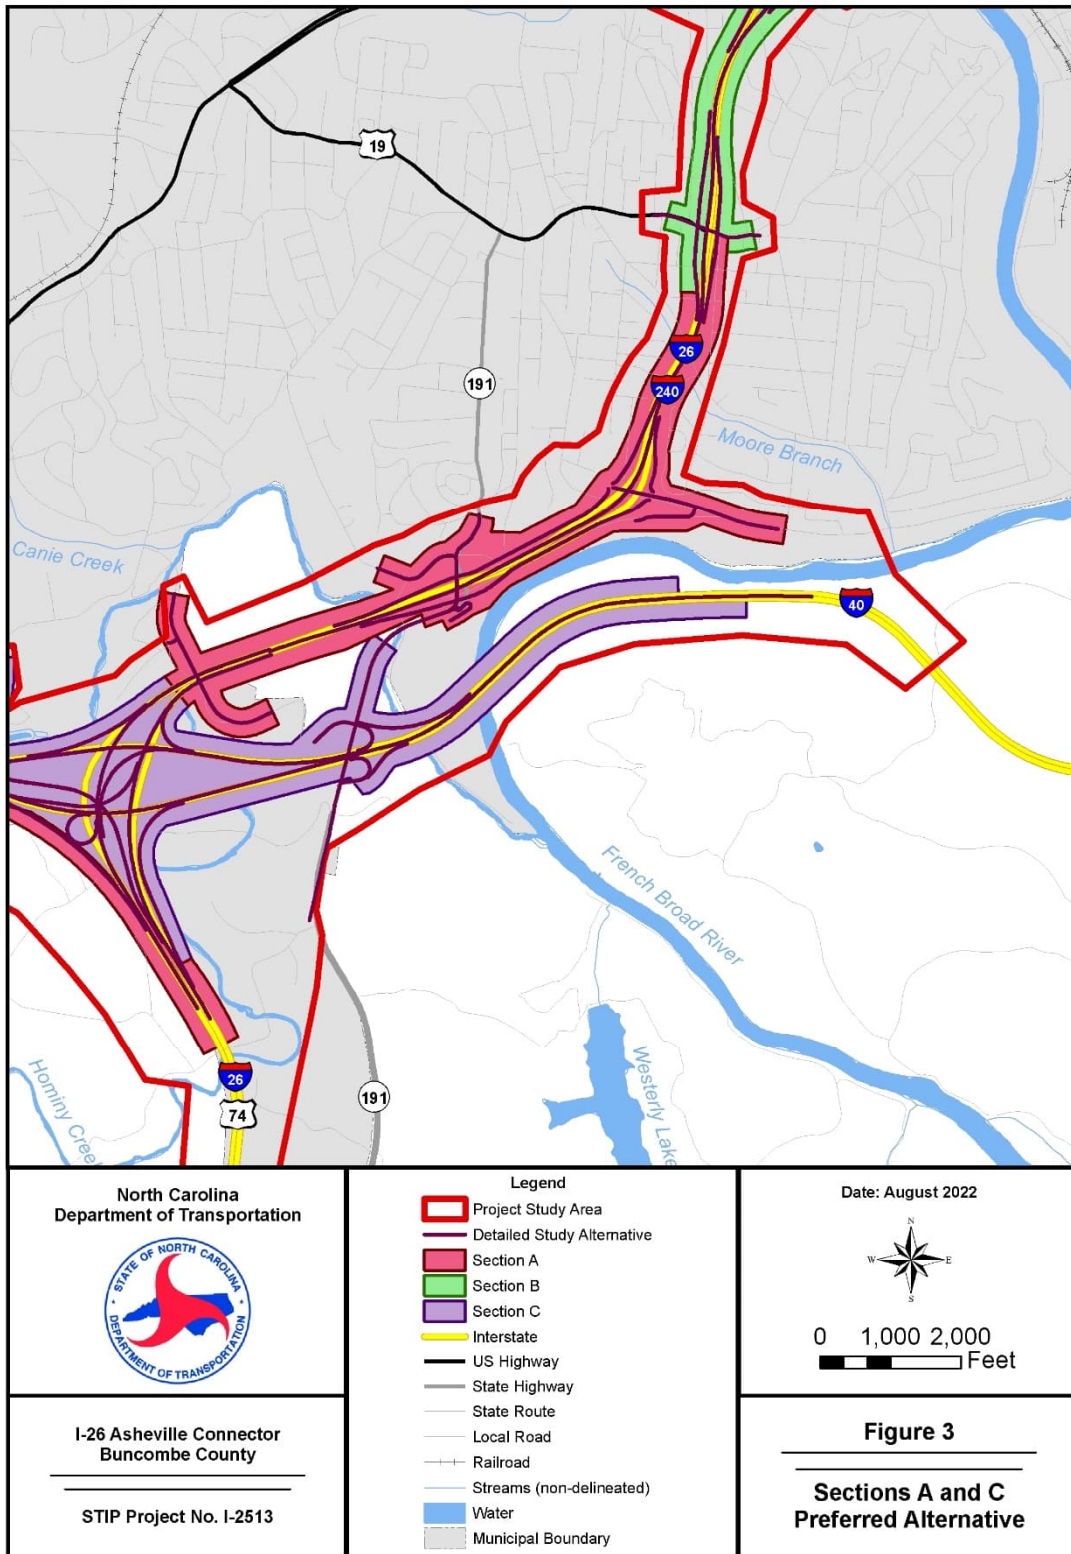 19
26
240
191
Moore Branch
Canie Creek
40
French Broad River
Westerly Lake
Hominy Creek
26
74
191
North Carolina
Department of Transportation
STATE OF NORTH CAROLINA
DEPARTMENT OF TRANSPORTATION
I-26 Asheville Connector
Buncombe County
STIP Project No. I-2513
Legend
Project Study Area
Detailed Study Alternative
Section A
Section B
Section C
Interstate
US Highway
State Highway
State Route
Local Road
Railroad
Streams (non-delineated)
Water
Municipal Boundary
Date: August 2022
N
W E
S
0 1,000 2,000
Feet
Figure 3
Sections A and C
Preferred Alternative